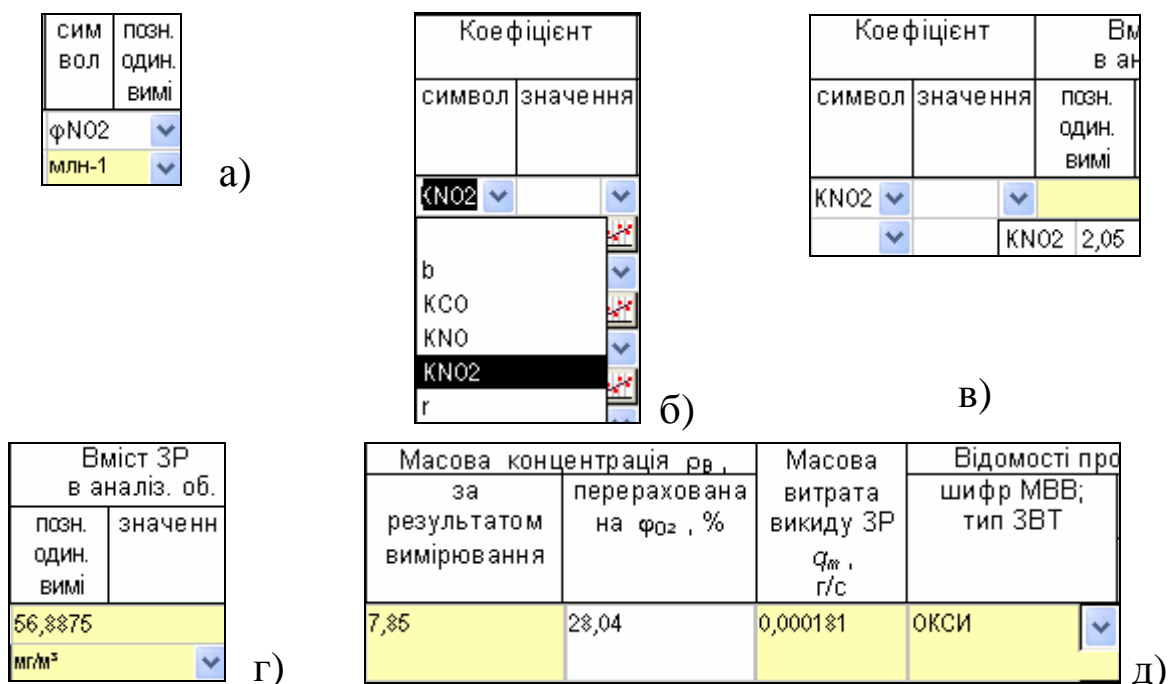 сим
вол
позн.
один.
вимі
φNO2
млн-1
а)
Коефіцієнт
символ
значення
KNO2
b
KCO
KNO
KNO2
r
б)
Коефіцієнт
Вм
в ан
символ
значення
позн.
один.
вимі
KNO2
KNO2 2,05
в)
Вміст ЗР
в аналіз. об.
позн.
один.
вимі
значенн
56,8875
мг/м³
г)
Масова концентрація ρB ,
за
результатом
вимірювання
перерахована
на φO2 , %
Масова
витрата
викиду ЗР
qm ,
г/с
Відомості про
шифр МВВ;
тип ЗВТ
7,85
28,04
0,000181
ОКСИ
д)